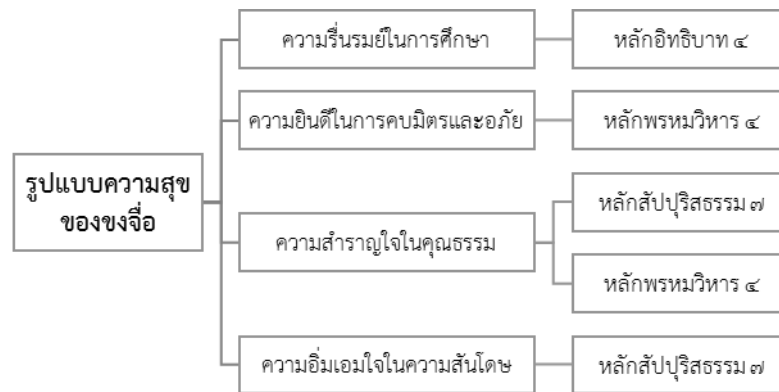 ความรื่นรมย์ในการศึกษา
หลักอิทธิบาท ๔
ความยินดีในการคบมิตรและอภัย
หลักพรหมวิหาร ๔
รูปแบบความสุข
ของขงจื่อ
ความสำราญใจในคุณธรรม
หลักสัปปุริสธรรม ๗
หลักพรหมวิหาร ๔
ความอิ่มเอมใจในความสันโดษ
หลักสัปปุริสธรรม ๗